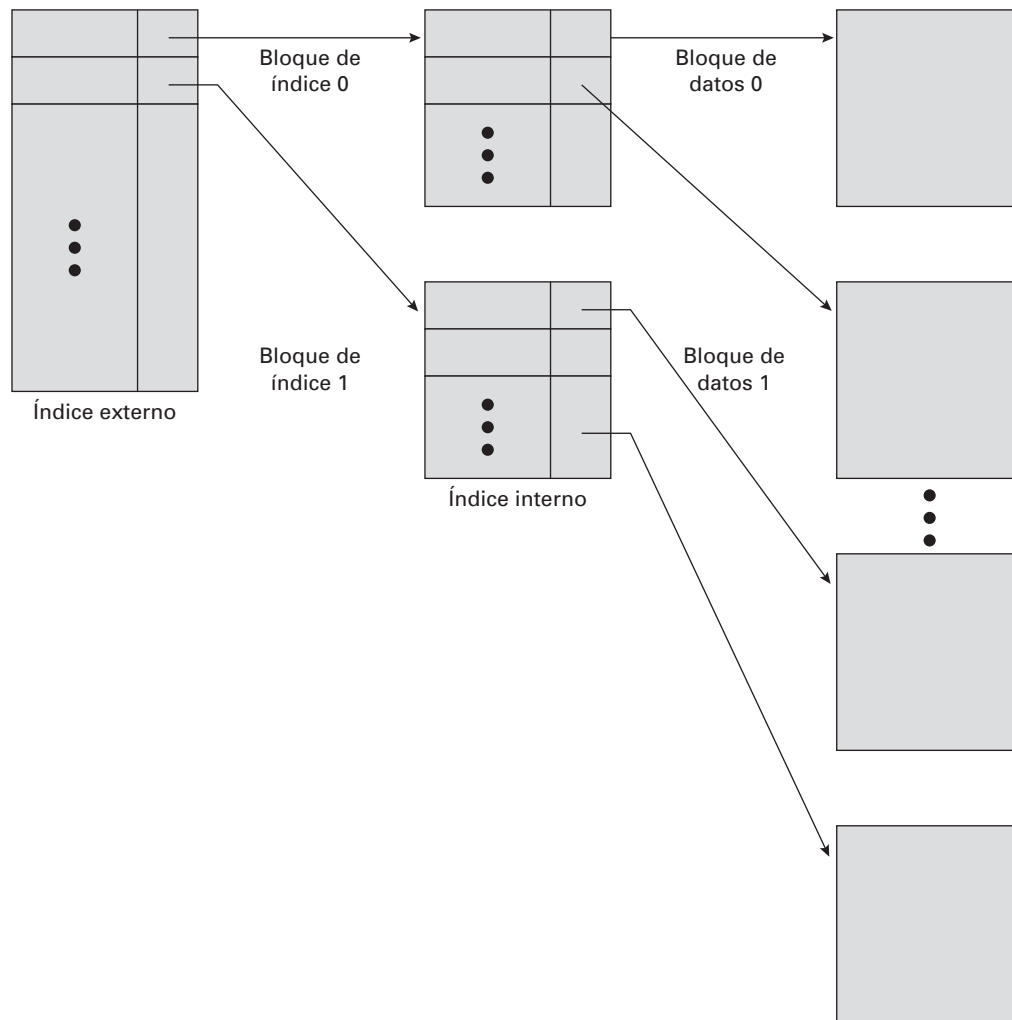 Bloque de
índice 0
Bloque de
datos 0
Índice externo
Bloque de
índice 1
Bloque de
datos 1
Índice interno